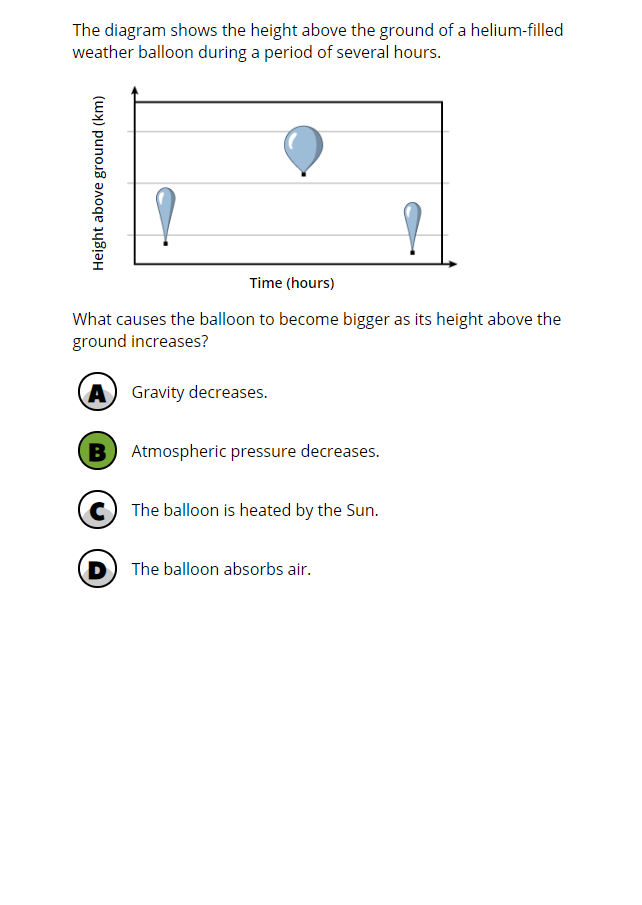 The diagram shows the height above the ground of a helium-filled
weather balloon during a period of several hours.
Height above ground (km)
Time (hours)
What causes the balloon to become bigger as its height above the
ground increases?
A Gravity decreases.
B Atmospheric pressure decreases.
C The balloon is heated by the Sun.
D The balloon absorbs air.